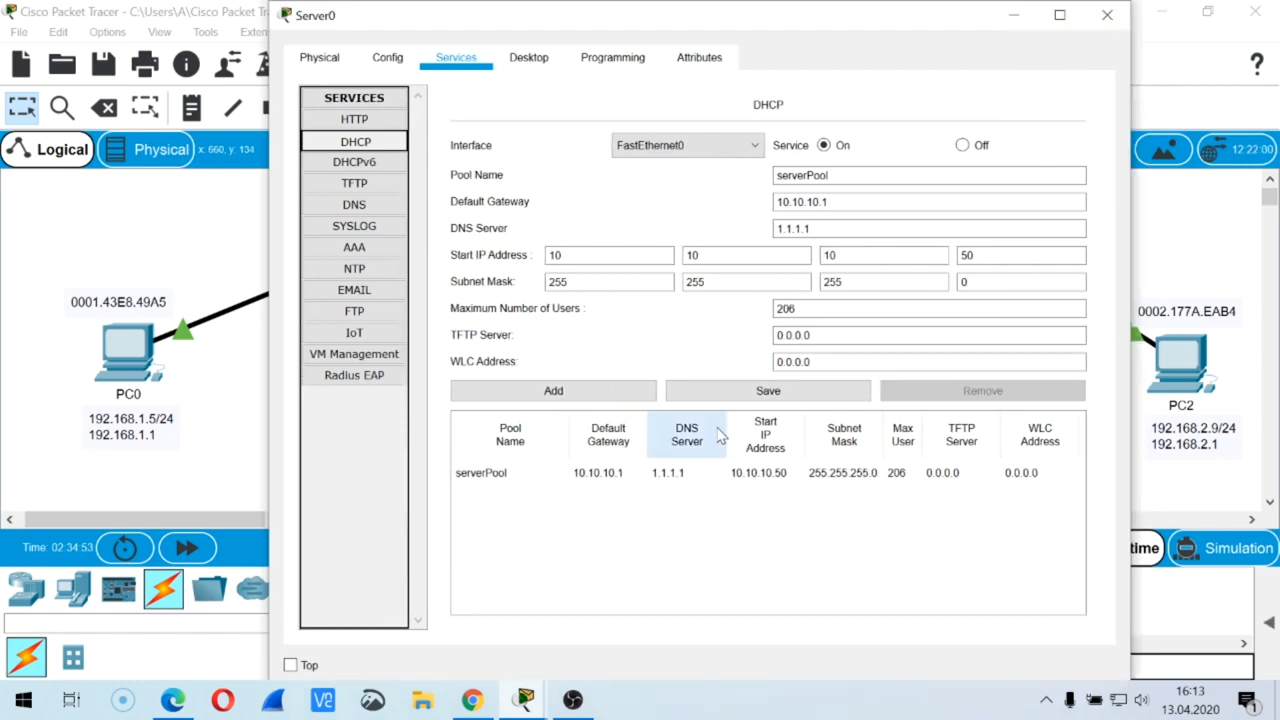 Cisco Packet Tracer - C:\Users\A\Cisco Packet Tr
Server0
File Edit Options View Tools Exten
Physical Config Services Desktop Programming Attributes
?
Logical Physical x: 660, y: 134
12:22:00
SERVICES
HTTP
DHCP
DHCPv6
TFTP
DNS
SYSLOG
AAA
NTP
EMAIL
FTP
IoT
VM Management
Radius EAP
DHCP
Interface FastEthernet0 Service On Off
Pool Name serverPool
Default Gateway 10.10.10.1
DNS Server 1.1.1.1
Start IP Address : 10 10 10 50
Subnet Mask: 255 255 255 0
Maximum Number of Users : 206
TFTP Server: 0.0.0.0
WLC Address: 0.0.0.0
Add Save Remove
Pool Name Default Gateway DNS Server Start IP Address Subnet Mask Max User TFTP Server WLC Address
serverPool 10.10.10.1 1.1.1.1 10.10.10.50 255.255.255.0 206 0.0.0.0 0.0.0.0
0001.43E8.49A5
PC0
192.168.1.5/24
192.168.1.1
0002.177A.EAB4
PC2
192.168.2.9/24
192.168.2.1
Time: 02:34:53
time Simulation
Top
16:13
13.04.2020
1